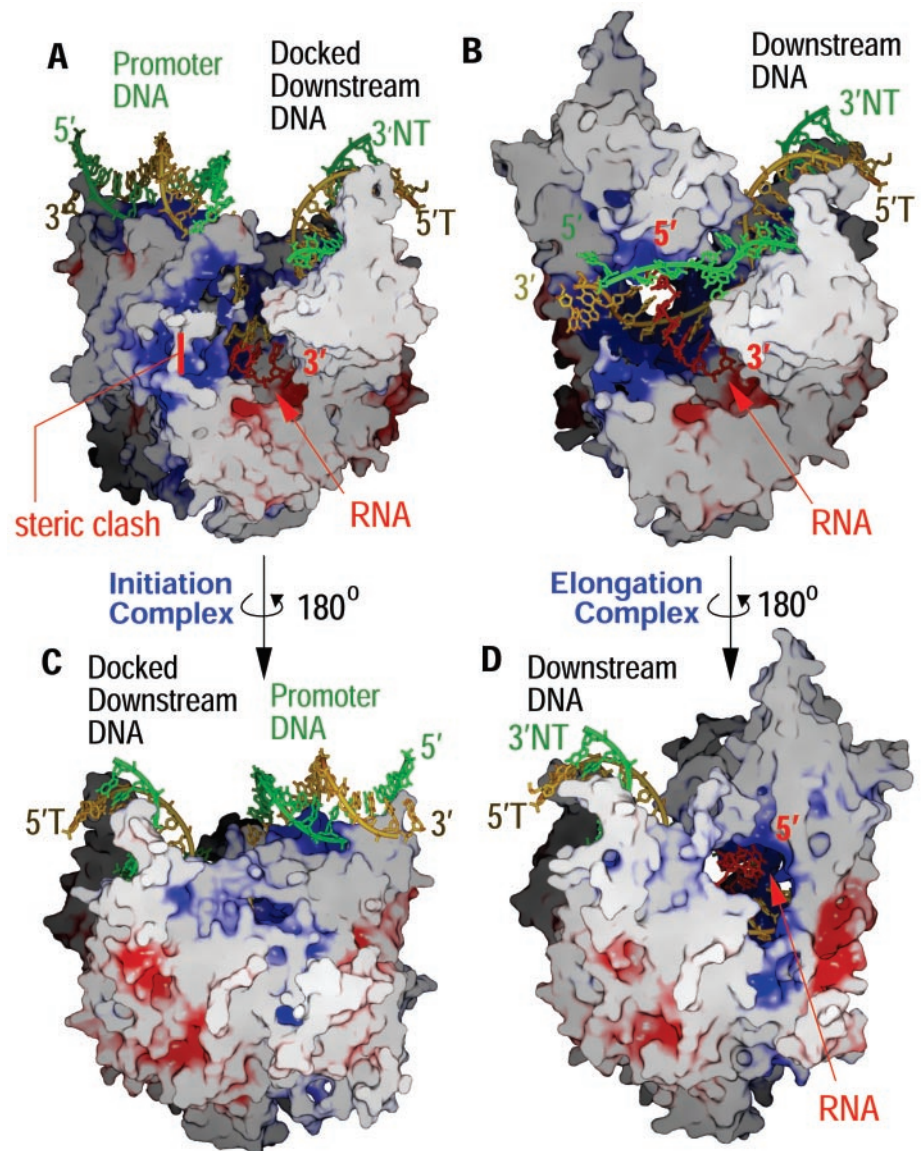 A
Promoter
DNA
Docked
Downstream
DNA
5′
3′
3′NT
5′T
3′
steric clash
RNA
B
Downstream
DNA
3′NT
5′T
5′
5′
3′
3′
RNA
Initiation
Complex
180°
Elongation
Complex
180°
C
Docked
Downstream
DNA
Promoter
DNA
5′
3′
5′T
D
Downstream
DNA
3′NT
5′T
5′
RNA